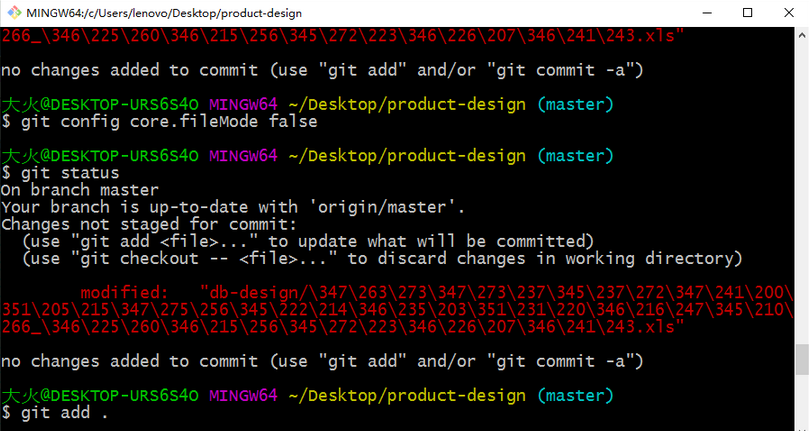 MINGW64:/c/Users/lenovo/Desktop/product-design
266_\346\225\260\346\215\256\345\272\223\346\226\207\346\241\243.xls"
no changes added to commit (use "git add" and/or "git commit -a")
大火@DESKTOP-URS6S4O MINGW64 ~/Desktop/product-design (master)
$ git config core.fileMode false
大火@DESKTOP-URS6S4O MINGW64 ~/Desktop/product-design (master)
$ git status
On branch master
Your branch is up-to-date with 'origin/master'.
Changes not staged for commit:
(use "git add <file>..." to update what will be committed)
(use "git checkout -- <file>..." to discard changes in working directory)
modified: "db-design/\347\263\273\347\273\237\345\237\272\347\241\200\
351\205\215\347\275\256\345\222\214\346\235\203\351\231\220\346\216\247\345\210\
266_\346\225\260\346\215\256\345\272\223\346\226\207\346\241\243.xls"
no changes added to commit (use "git add" and/or "git commit -a")
大火@DESKTOP-URS6S4O MINGW64 ~/Desktop/product-design (master)
$ git add .